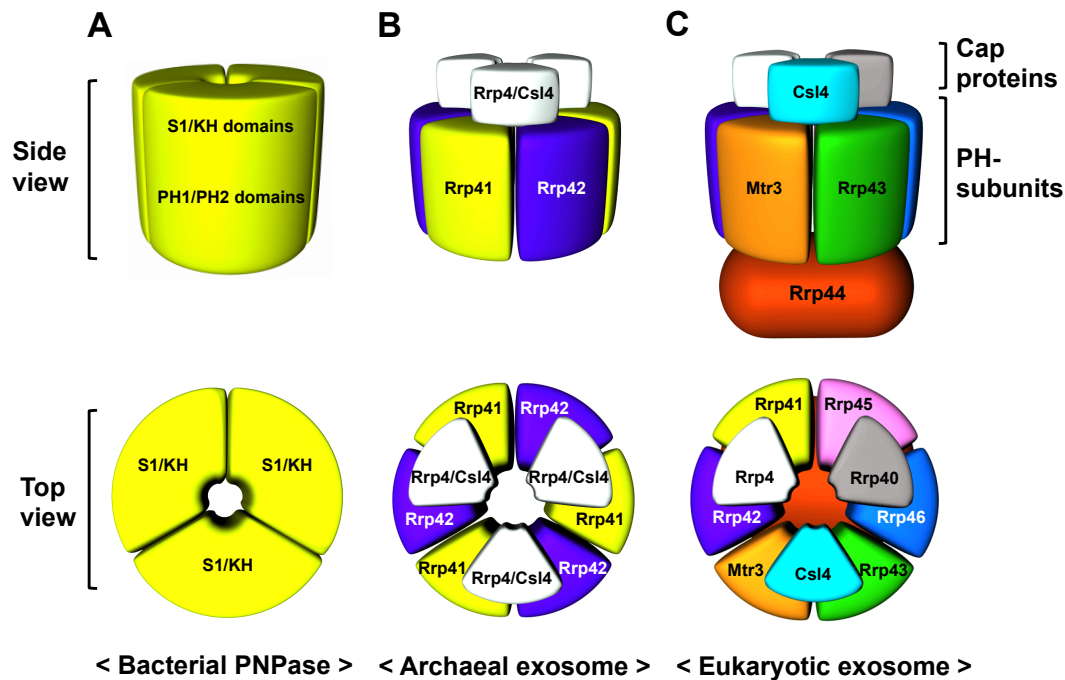 A
B
C
Side
view
S1/KH domains
PH1/PH2 domains
Rrp4/Csl4
Rrp41
Rrp42
Csl4
Mtr3
Rrp43
Rrp44
Cap
proteins
PH-
subunits
Top
view
S1/KH
S1/KH
S1/KH
Rrp41
Rrp42
Rrp4/Csl4
Rrp4/Csl4
Rrp42
Rrp41
Rrp41
Rrp4/Csl4
Rrp42
Rrp41
Rrp45
Rrp4
Rrp40
Rrp42
Rrp46
Mtr3
Csl4
Rrp43
< Bacterial PNPase >
< Archaeal exosome >
< Eukaryotic exosome >